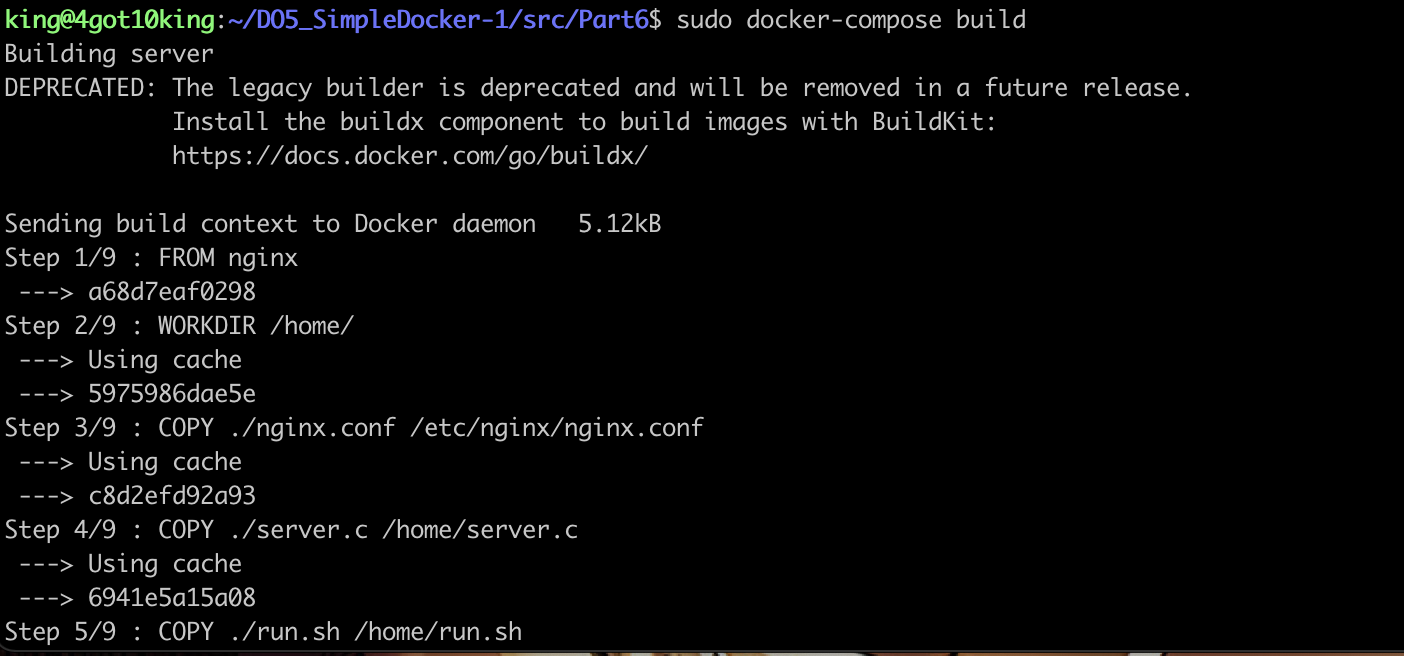 king@4got10king:~/DO5_SimpleDocker-1/src/Part6$ sudo docker-compose build
Building server
DEPRECATED: The legacy builder is deprecated and will be removed in a future release.
            Install the buildx component to build images with BuildKit:
            https://docs.docker.com/go/buildx/

Sending build context to Docker daemon   5.12kB
Step 1/9 : FROM nginx
 ---> a68d7eaf0298
Step 2/9 : WORKDIR /home/
 ---> Using cache
 ---> 5975986dae5e
Step 3/9 : COPY ./nginx.conf /etc/nginx/nginx.conf
 ---> Using cache
 ---> c8d2efd92a93
Step 4/9 : COPY ./server.c /home/server.c
 ---> Using cache
 ---> 6941e5a15a08
Step 5/9 : COPY ./run.sh /home/run.sh